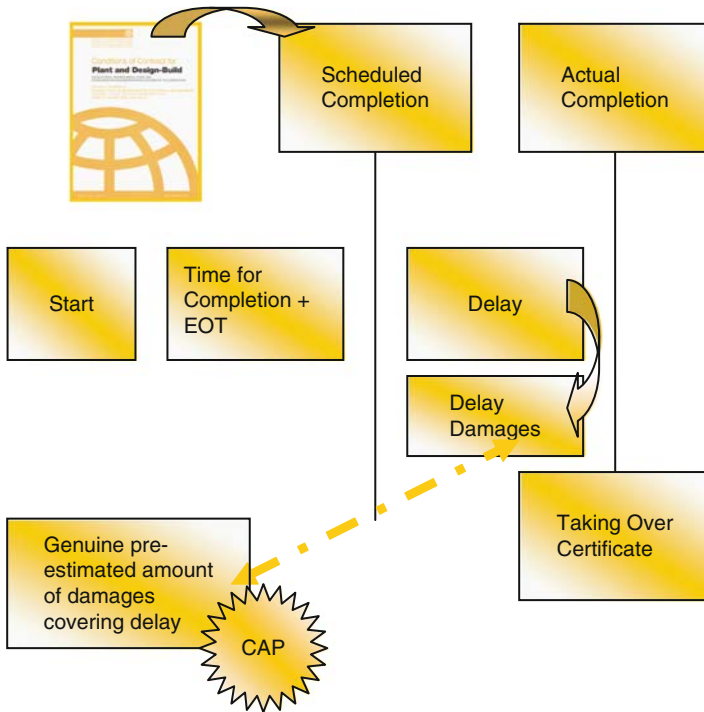 Conditions of Contract for
Plant and Design-Build
Scheduled
Completion
Actual
Completion
Start
Time for
Completion +
EOT
Delay
Delay
Damages
Genuine pre-
estimated amount
of damages
covering delay
CAP
Taking Over
Certificate